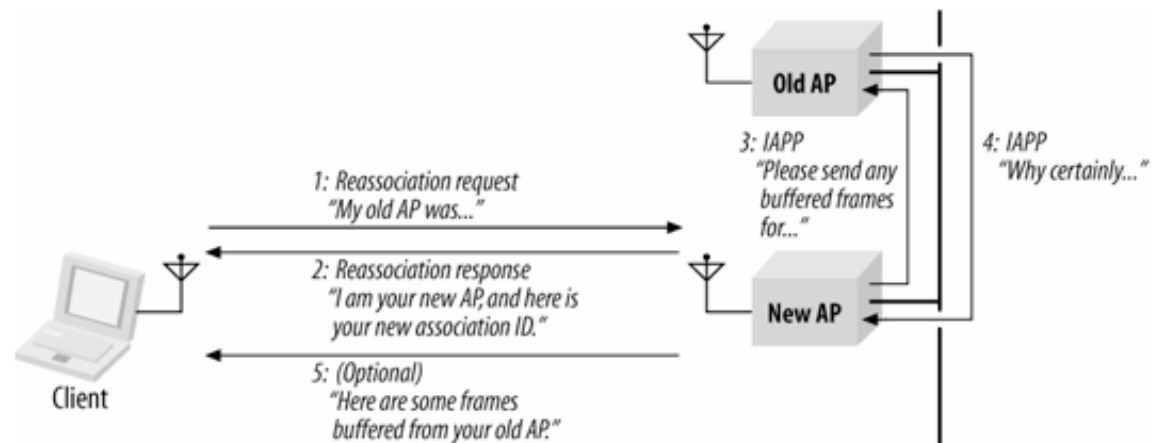 Old AP
3: IAPP
“Please send any
buffered frames
for...”
4: IAPP
“Why certainly...”
1: Reassociation request
“My old AP was...”
2: Reassociation response
“I am your new AP, and here is
your new association ID.”
New AP
5: (Optional)
“Here are some frames
buffered from your old AP.”
Client